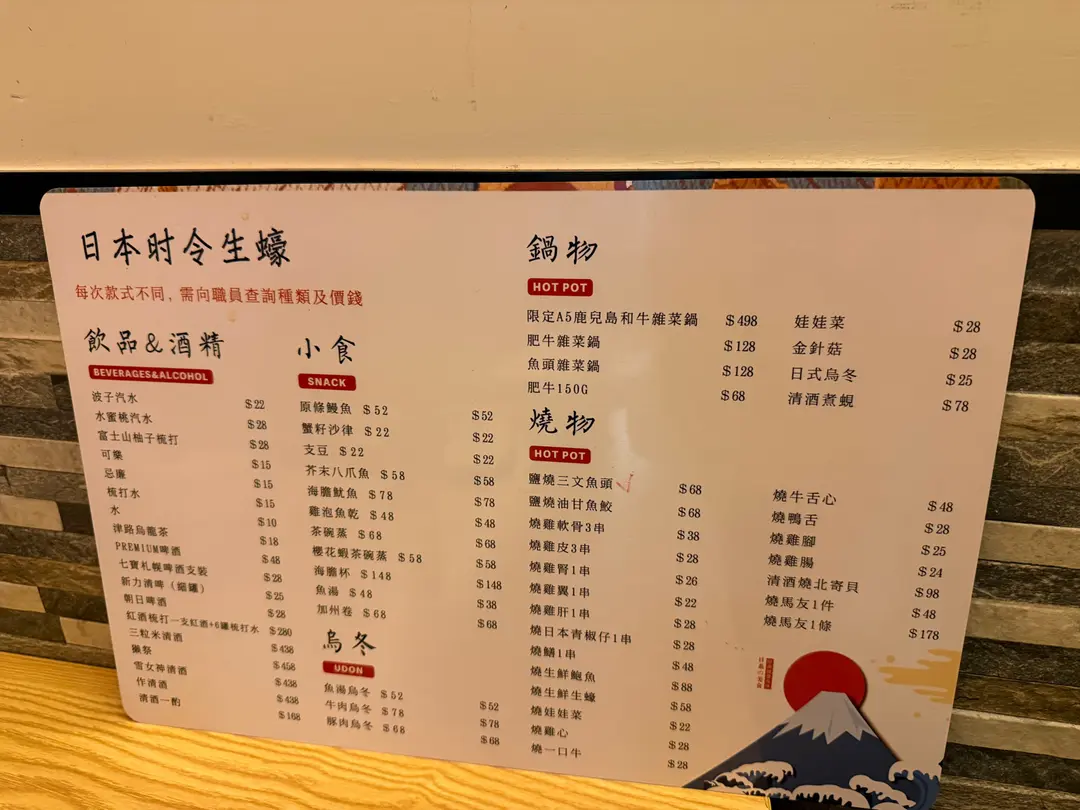 日本时令生蠔
每次款式不同, 需向職員查詢種類及價錢
飲品&酒精
BEVERAGES&ALCOHOL
波子汽水 $22
水蜜桃汽水 $28
富士山柚子梳打 $28
可樂 $15
忌廉 $15
梳打水 $15
水 $10
津路烏龍茶 $18
PREMIUM啤酒 $48
七寶札幌啤酒支裝 $28
新力清啤 (細罐) $25
朝日啤酒 $28
紅酒梳打一支紅酒+6罐梳打水 $280
三粒米清酒 $438
獺祭 $458
雪女神清酒 $438
作清酒 $438
清酒一酌 $168
小食
SNACK
原條鰻魚 $52 $52
蟹籽沙律 $22 $22
支豆 $22 $22
芥末八爪魚 $58 $58
海膽魷魚 $78 $78
雞泡魚乾 $48 $48
茶碗蒸 $68 $68
櫻花蝦茶碗蒸 $58 $58
海膽杯 $148 $148
魚湯 $48 $38
加州卷 $68 $68
烏冬
UDON
魚湯烏冬 $52 $52
牛肉烏冬 $78 $78
豚肉烏冬 $68 $68
鍋物
HOT POT
限定A5鹿兒島和牛雜菜鍋 $498
肥牛雜菜鍋 $128
魚頭雜菜鍋 $128
肥牛150G $68
娃娃菜 $28
金針菇 $28
日式烏冬 $25
清酒煮蜆 $78
燒物
HOT POT
鹽燒三文魚頭 $68
鹽燒油甘魚鮫 $68
燒雞軟骨3串 $38
燒雞皮3串 $28
燒雞腎1串 $26
燒雞翼1串 $22
燒雞肝1串 $28
燒日本青椒仔1串 $28
燒鱔1串 $48
燒生鮮鮑魚 $88
燒生鮮生蠔 $58
燒娃娃菜 $22
燒雞心 $28
燒一口牛 $28
燒牛舌心 $48
燒鴨舌 $28
燒雞腳 $25
燒雞腸 $24
清酒燒北寄貝 $98
燒馬友1件 $48
燒馬友1條 $178